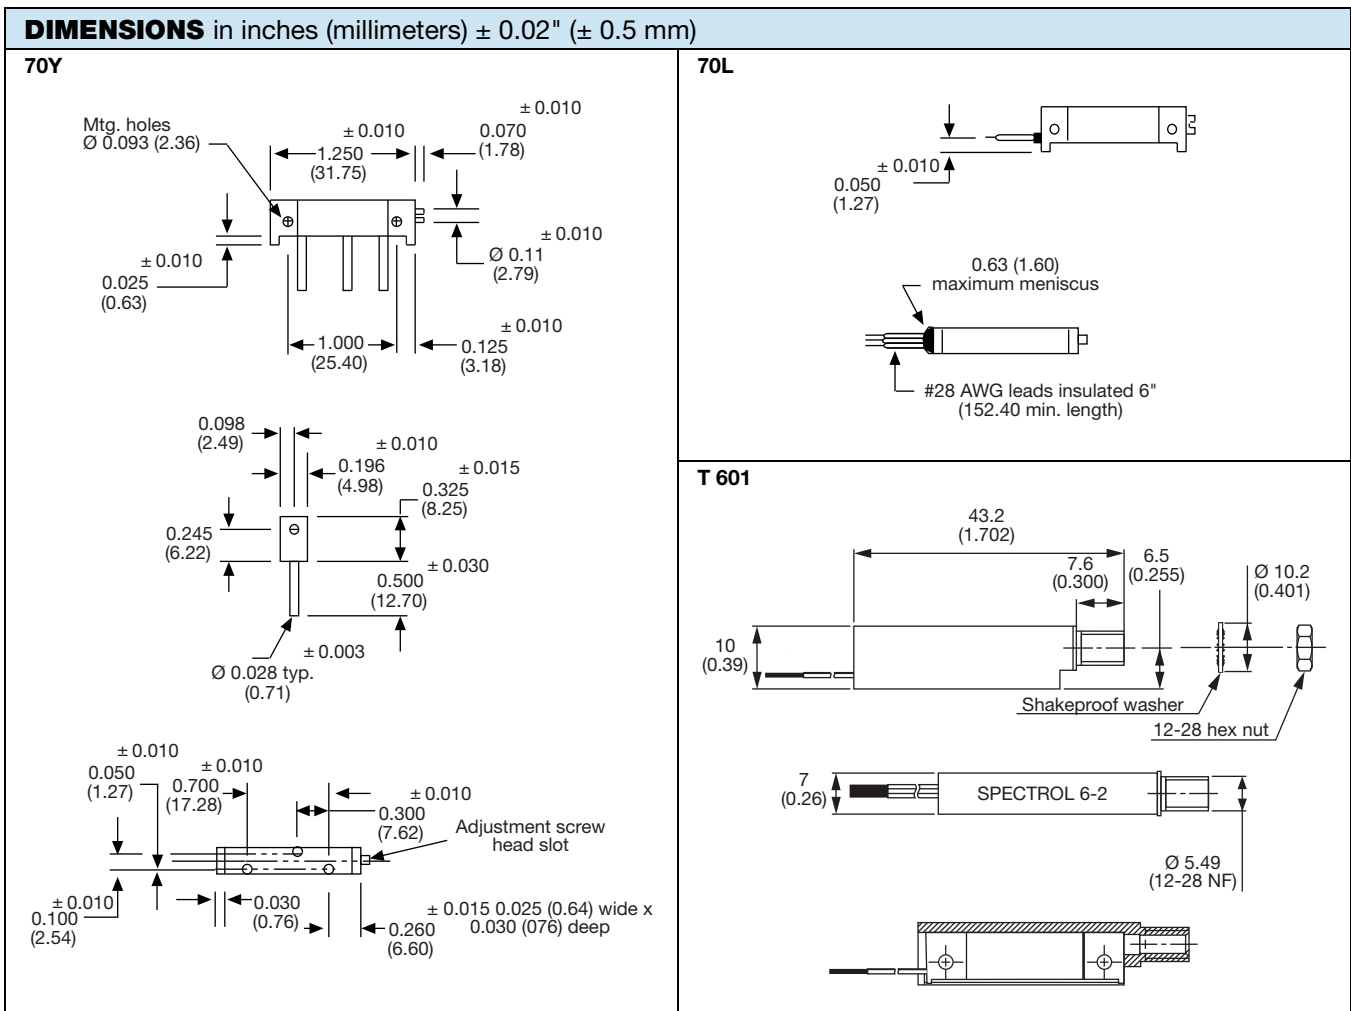 DIMENSIONS in inches (millimeters) ± 0.02" (± 0.5 mm)
70Y
Mtg. holes
Ø 0.093 (2.36)
± 0.010
1.250
(31.75)
± 0.010
0.070
(1.78)
± 0.010
0.025
(0.63)
± 0.010
Ø 0.11
(2.79)
1.000
(25.40)
± 0.010
0.125
(3.18)
0.098
(2.49)
± 0.010
0.196
(4.98)
± 0.015
0.325
(8.25)
0.245
(6.22)
± 0.030
0.500
(12.70)
± 0.003
Ø 0.028 typ.
(0.71)
± 0.010
0.050
(1.27)
± 0.010
0.700
(17.28)
± 0.010
0.300
(7.62)
Adjustment screw
head slot
± 0.010
0.100
(2.54)
0.030
(0.76)
0.260
(6.60)
± 0.015 0.025 (0.64) wide x
0.030 (076) deep
70L
± 0.010
0.050
(1.27)
0.63 (1.60)
maximum meniscus
#28 AWG leads insulated 6"
(152.40 min. length)
T 601
43.2
(1.702)
7.6
(0.300)
6.5
(0.255)
Ø 10.2
(0.401)
10
(0.39)
Shakeproof washer
12-28 hex nut
7
(0.26)
SPECTROL 6-2
Ø 5.49
(12-28 NF)